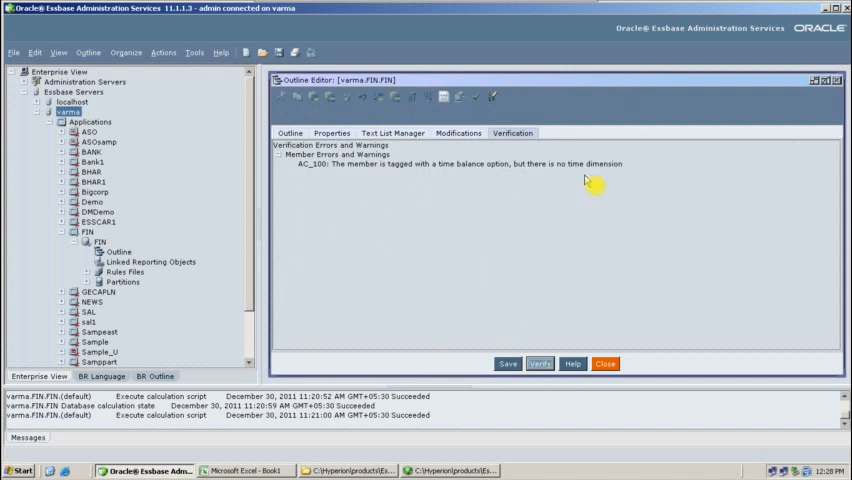 Oracle® Essbase Administration Services 11.1.1.3 - admin connected on varma
Oracle® Essbase Administration Services ORACLE
File Edit View Outline Organize Actions Tools Help
Enterprise View
Administration Servers
Essbase Servers
localhost
varma
Applications
ASO
ASOsamp
BANK
Bank1
BHAR
BHAR1
Bigcorp
Demo
DMDemo
ESSCAR1
FIN
FIN
Outline
Linked Reporting Objects
Rules Files
Partitions
GECAPLN
NEWS
SAL
sal1
Sampeast
Sample
Sample_U
Samppart
Enterprise View BR Language BR Outline
Outline Editor: [varma.FIN.FIN]
Outline Properties Text List Manager Modifications Verification
Verification Errors and Warnings
Member Errors and Warnings
AC_100: The member is tagged with a time balance option, but there is no time dimension
Save Verify Help Close
varma.FIN.FIN.(default) Execute calculation script December 30, 2011 11:20:52 AM GMT+05:30 Succeeded
varma.FIN.FIN Database calculation state December 30, 2011 11:20:59 AM GMT+05:30 Succeeded
varma.FIN.FIN.(default) Execute calculation script December 30, 2011 11:21:00 AM GMT+05:30 Succeeded
Messages
Start Oracle® Essbase Adm... Microsoft Excel - Book1 C:\Hyperion\products\Es... C:\Hyperion\products\Es... 12:28 PM